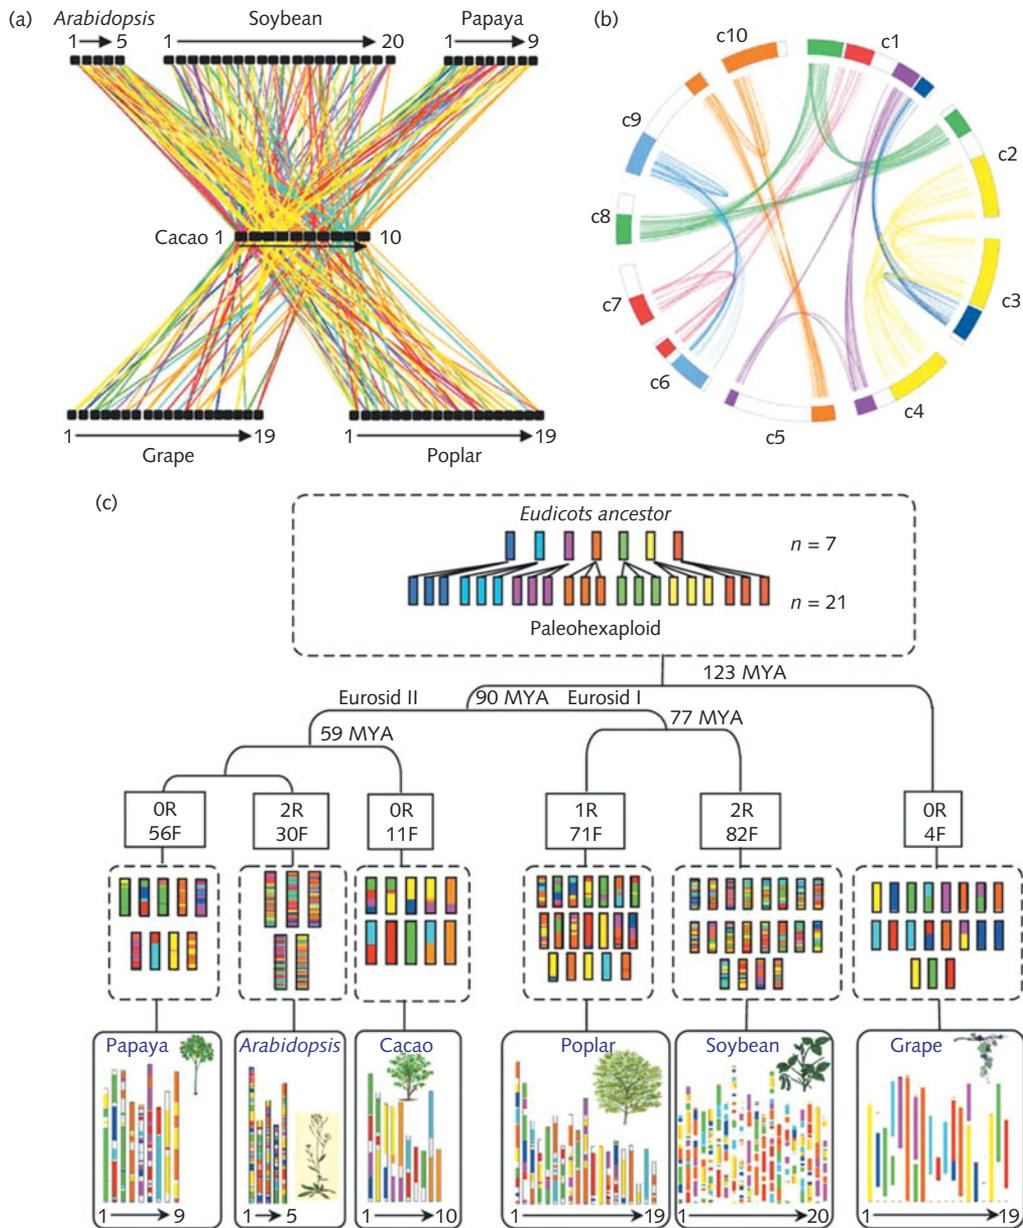 (a)
Arabidopsis
Soybean
Papaya
1 5
1 20
1 9
Cacao 1
10
1 19
Grape
1 19
Poplar
(b)
c10
c1
c9
c2
c8
c3
c7
c6
c4
c5
(c)
Eudicots ancestor
n = 7
n = 21
Paleohexaploid
123 MYA
Eurosid II
90 MYA
Eurosid I
77 MYA
59 MYA
0R
56F
2R
30F
0R
11F
1R
71F
2R
82F
0R
4F
Papaya
1 9
Arabidopsis
1 5
Cacao
1 10
Poplar
1 19
Soybean
1 20
Grape
1 19